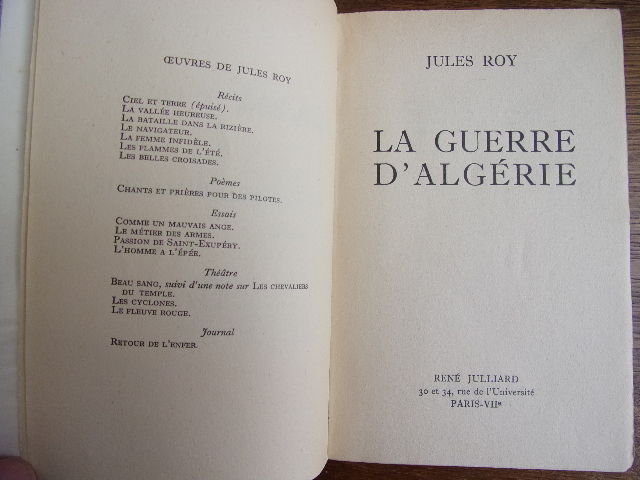 ŒUVRES DE JULES ROY
Récits
CIEL ET TERRE (épuisé).
LA VALLÉE HEUREUSE.
LA BATAILLE DANS LA RIZIÈRE.
LE NAVIGATEUR.
LA FEMME INFIDÈLE.
LES FLAMMES DE L'ÉTÉ.
LES BELLES CROISADES.
Poèmes
CHANTS ET PRIÈRES POUR DES PILOTES.
Essais
COMME UN MAUVAIS ANGE.
LE MÉTIER DES ARMES.
PASSION DE SAINT-EXUPÉRY.
L'HOMME A L'ÉPÉE.
Théâtre
BEAU SANG, suivi d'une note sur LES CHEVALIERS
DU TEMPLE.
LES CYCLONES.
LE FLEUVE ROUGE.
Journal
RETOUR DE L'ENFER.
JULES ROY
LA GUERRE
D'ALGÉRIE
RENÉ JULLIARD
30 et 34, rue de l'Université
PARIS-VIIe